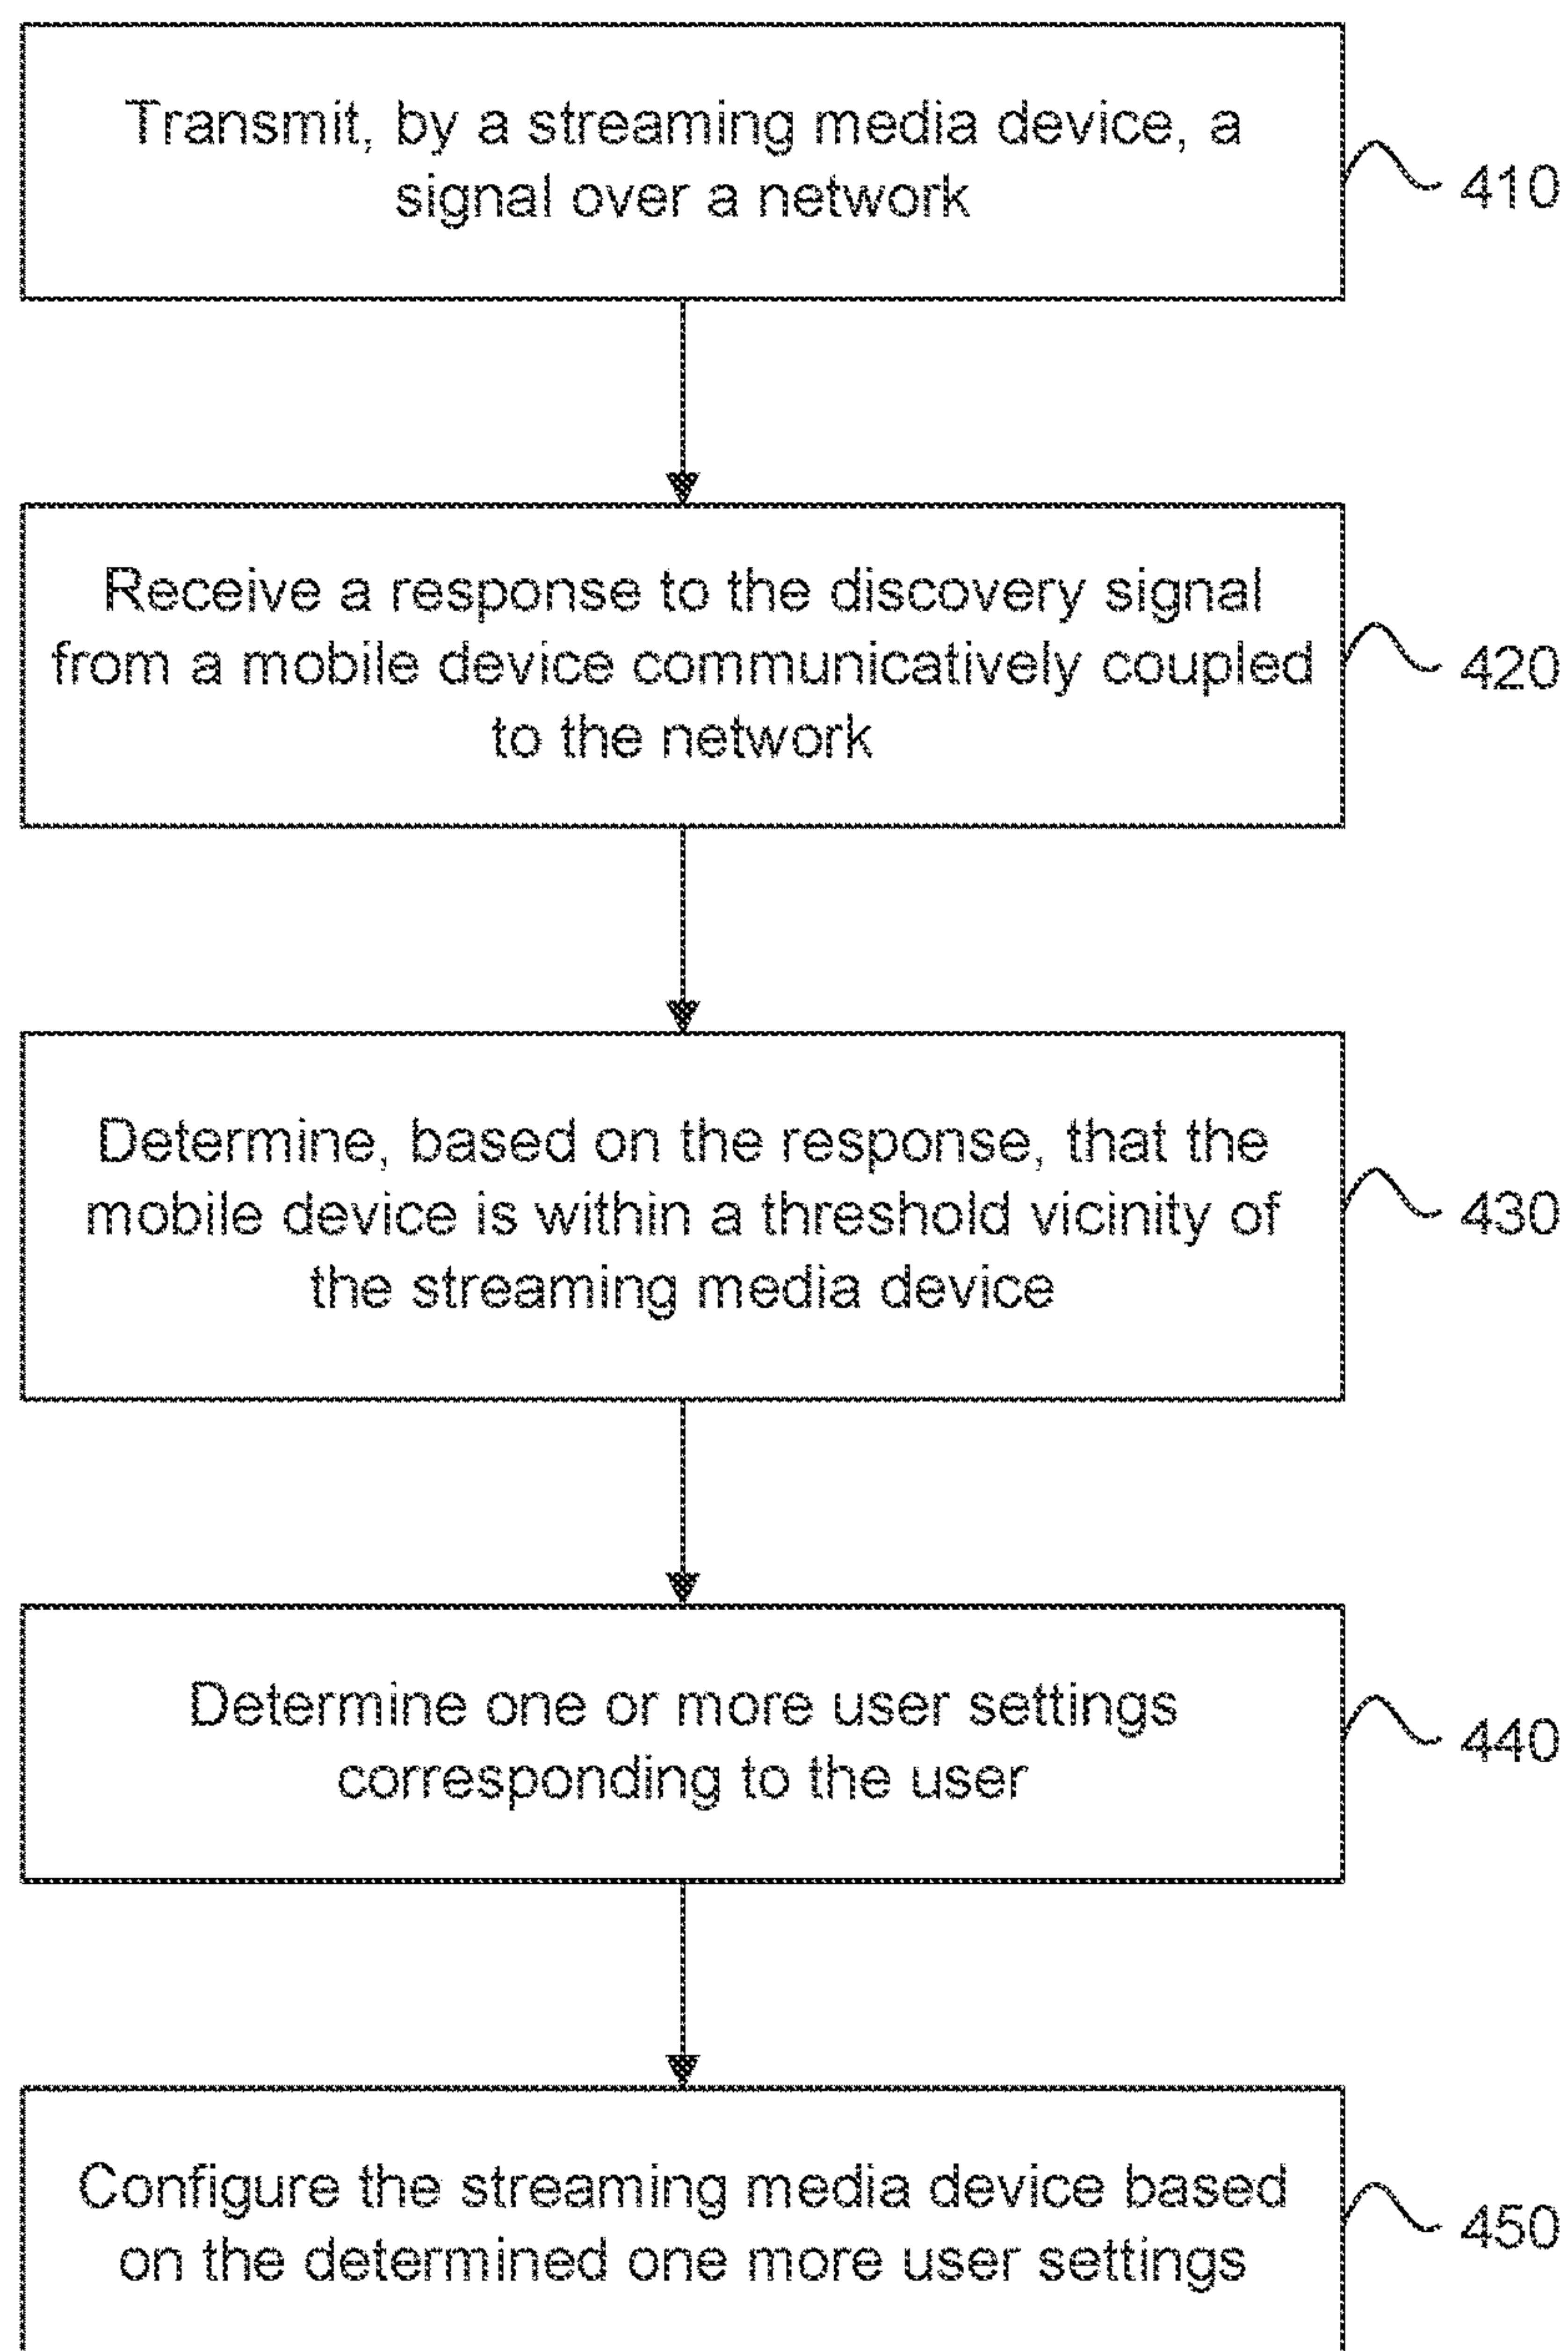 Transmit, by a streaming media device, a
signal over a network
410
Receive a response to the discovery signal
from a mobile device communicatively coupled
to the network
420
Determine, based on the response, that the
mobile device is within a threshold vicinity of
the streaming media device
430
Determine one or more user settings
corresponding to the user
440
Configure the streaming media device based
on the determined one more user settings
450